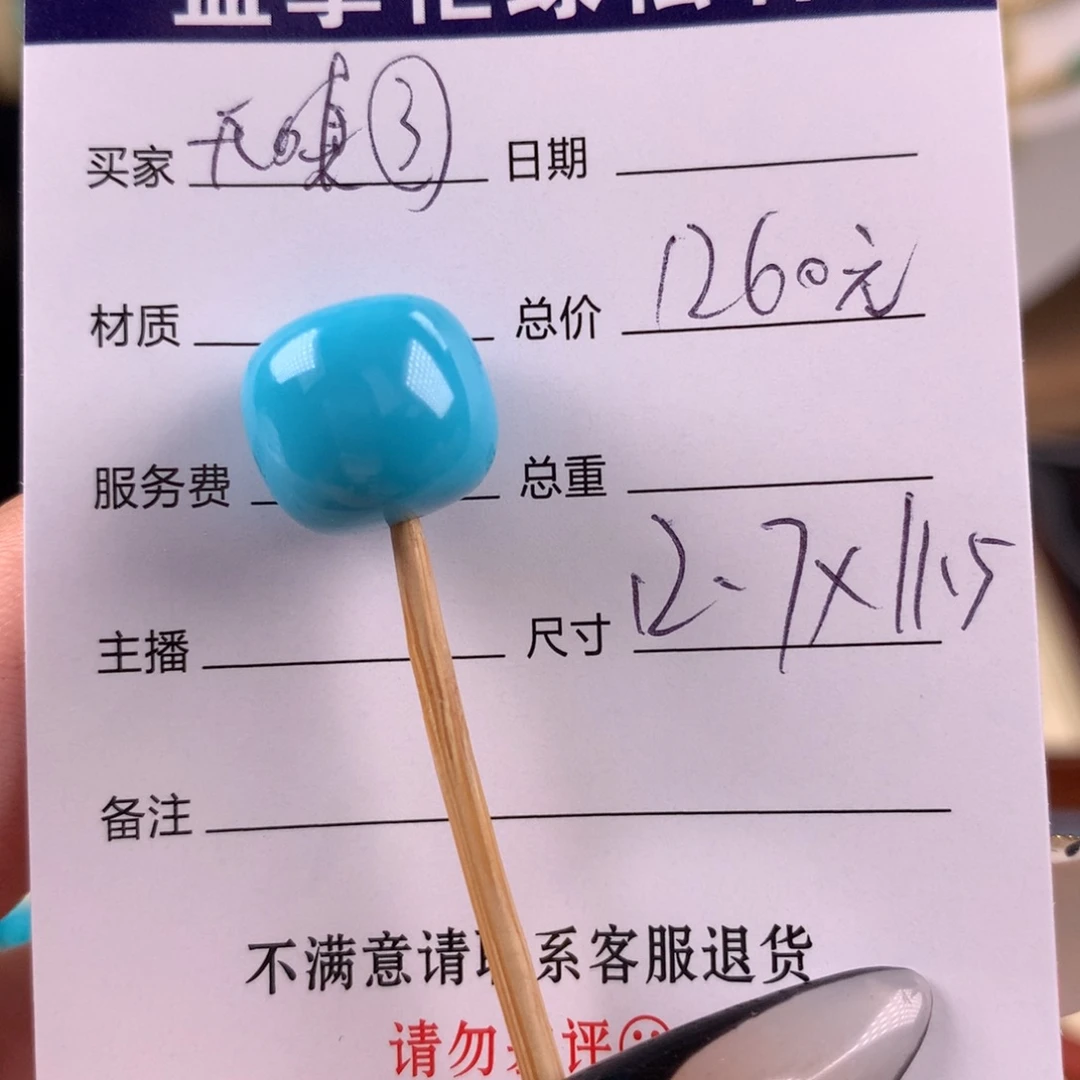 买家 ③ 日期
材质 总价 1260元
服务费 总重
主播 尺寸 12.7×11.5
备注
不满意请 系客服退货
请勿 评